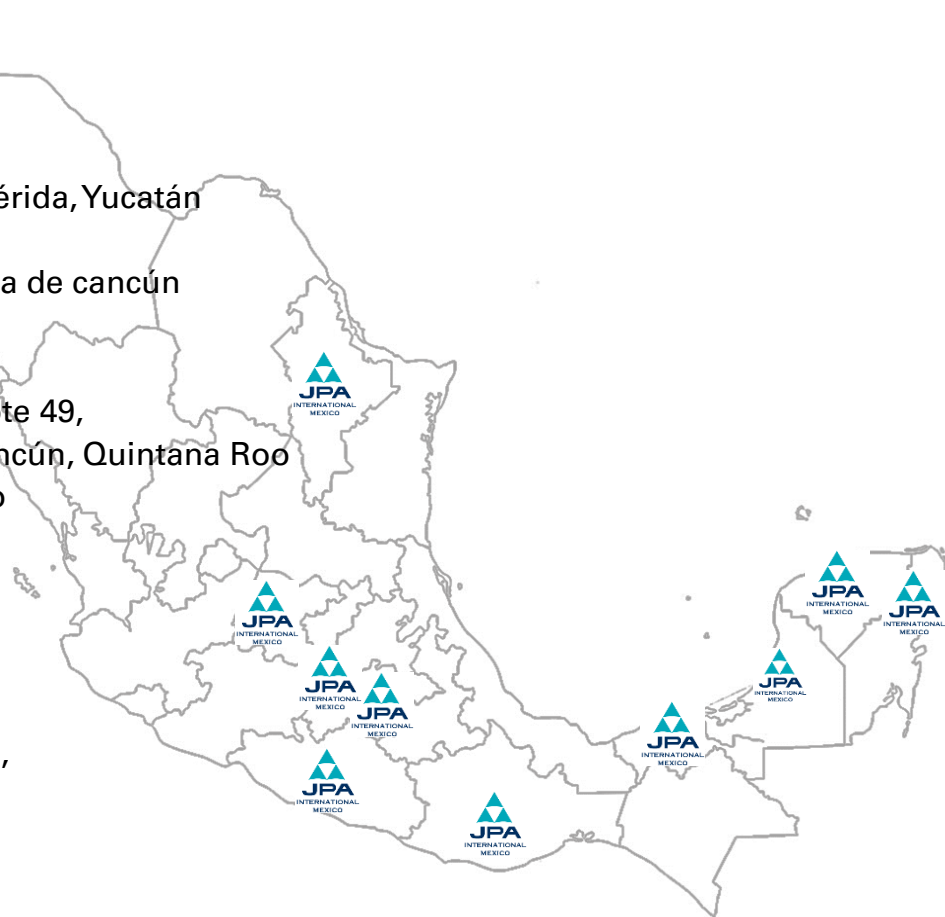 érida, Yucatán
a de cancún
te 49,
ncún, Quintana Roo
o
,
JPA
INTERNATIONAL
MEXICO
JPA
INTERNATIONAL
MEXICO
JPA
INTERNATIONAL
MEXICO
JPA
INTERNATIONAL
MEXICO
JPA
INTERNATIONAL
MEXICO
JPA
INTERNATIONAL
MEXICO
JPA
INTERNATIONAL
MEXICO
JPA
INTERNATIONAL
MEXICO
JPA
INTERNATIONAL
MEXICO
JPA
INTERNATIONAL
MEXICO